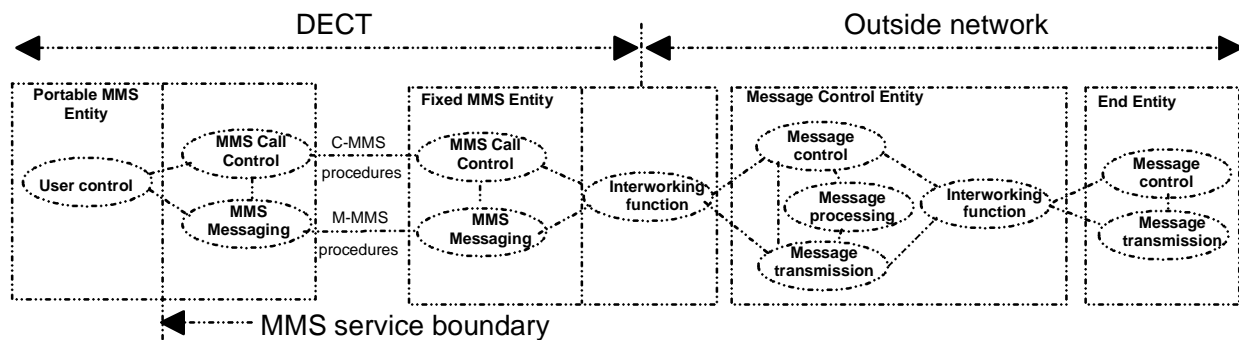 DECT
Outside network
Portable MMS
Entity
User control
MMS Call
Control
MMS
Messaging
C-MMS
procedures
M-MMS
procedures
Fixed MMS Entity
MMS Call
Control
MMS
Messaging
Interworking
function
Message Control Entity
Message
control
Message
processing
Message
transmission
Interworking
function
End Entity
Message
control
Message
transmission
MMS service boundary